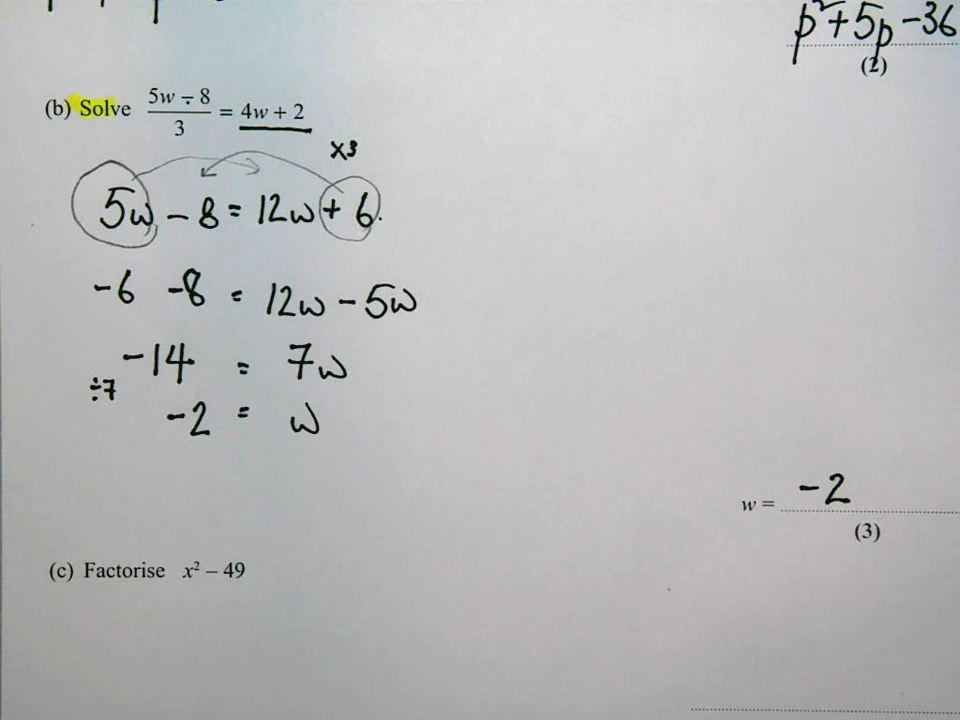 p²+5p-36
(2)
(b) Solve (5w ÷ 8)/3 = 4w + 2
x3
5w - 8 = 12w + 6.
-6 -8 = 12w - 5w
-14 = 7w
÷7
-2 = w
w = -2
(3)
(c) Factorise x² – 49